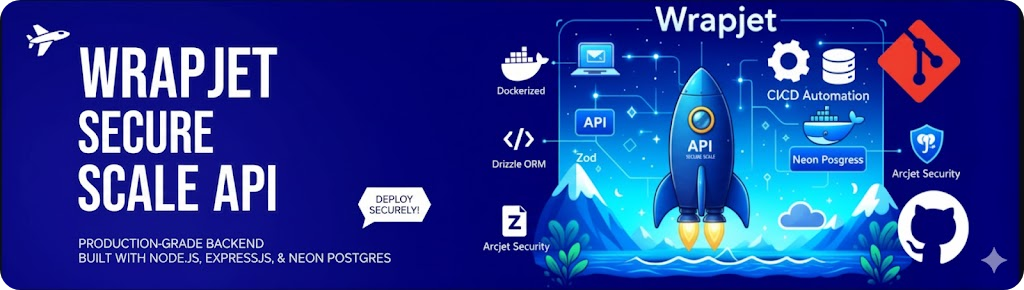 WRAPJET
SECURE
SCALE API
DEPLOY
SECURELY!
PRODUCTION-GRADE BACKEND
BUILT WITH NODE.JS, EXPRESSJS, & NEON POSTGRES
Wrapjet
Dockerized
API
Drizzle ORM
Zod
Z
Arcjet Security
API
SECURE SCALE
CI/CD Automation
Neon Posgress
Arcjet Security